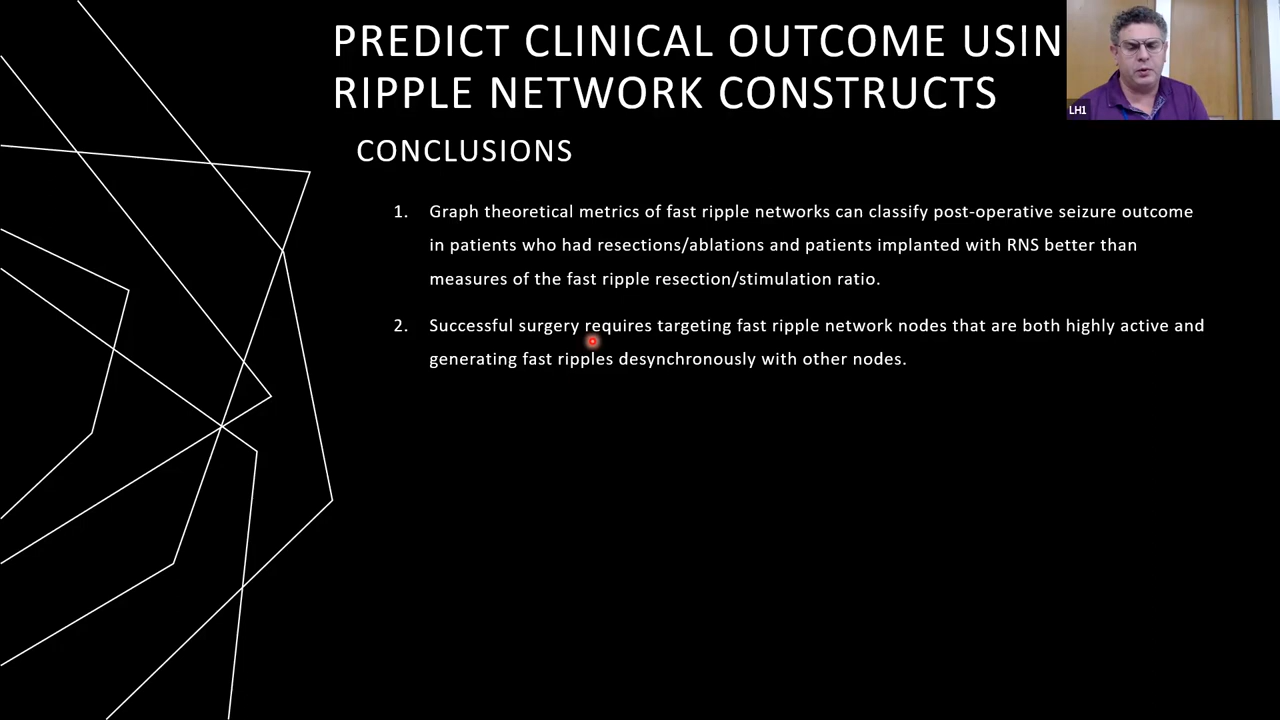 PREDICT CLINICAL OUTCOME USIN
RIPPLE NETWORK CONSTRUCTS
LH1
CONCLUSIONS
1. Graph theoretical metrics of fast ripple networks can classify post-operative seizure outcome
in patients who had resections/ablations and patients implanted with RNS better than
measures of the fast ripple resection/stimulation ratio.
2. Successful surgery requires targeting fast ripple network nodes that are both highly active and
generating fast ripples desynchronously with other nodes.